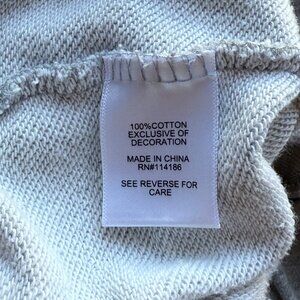 100%COTTON
EXCLUSIVE OF
DECORATION
MADE IN CHINA
RN#114186
SEE REVERSE FOR
CARE